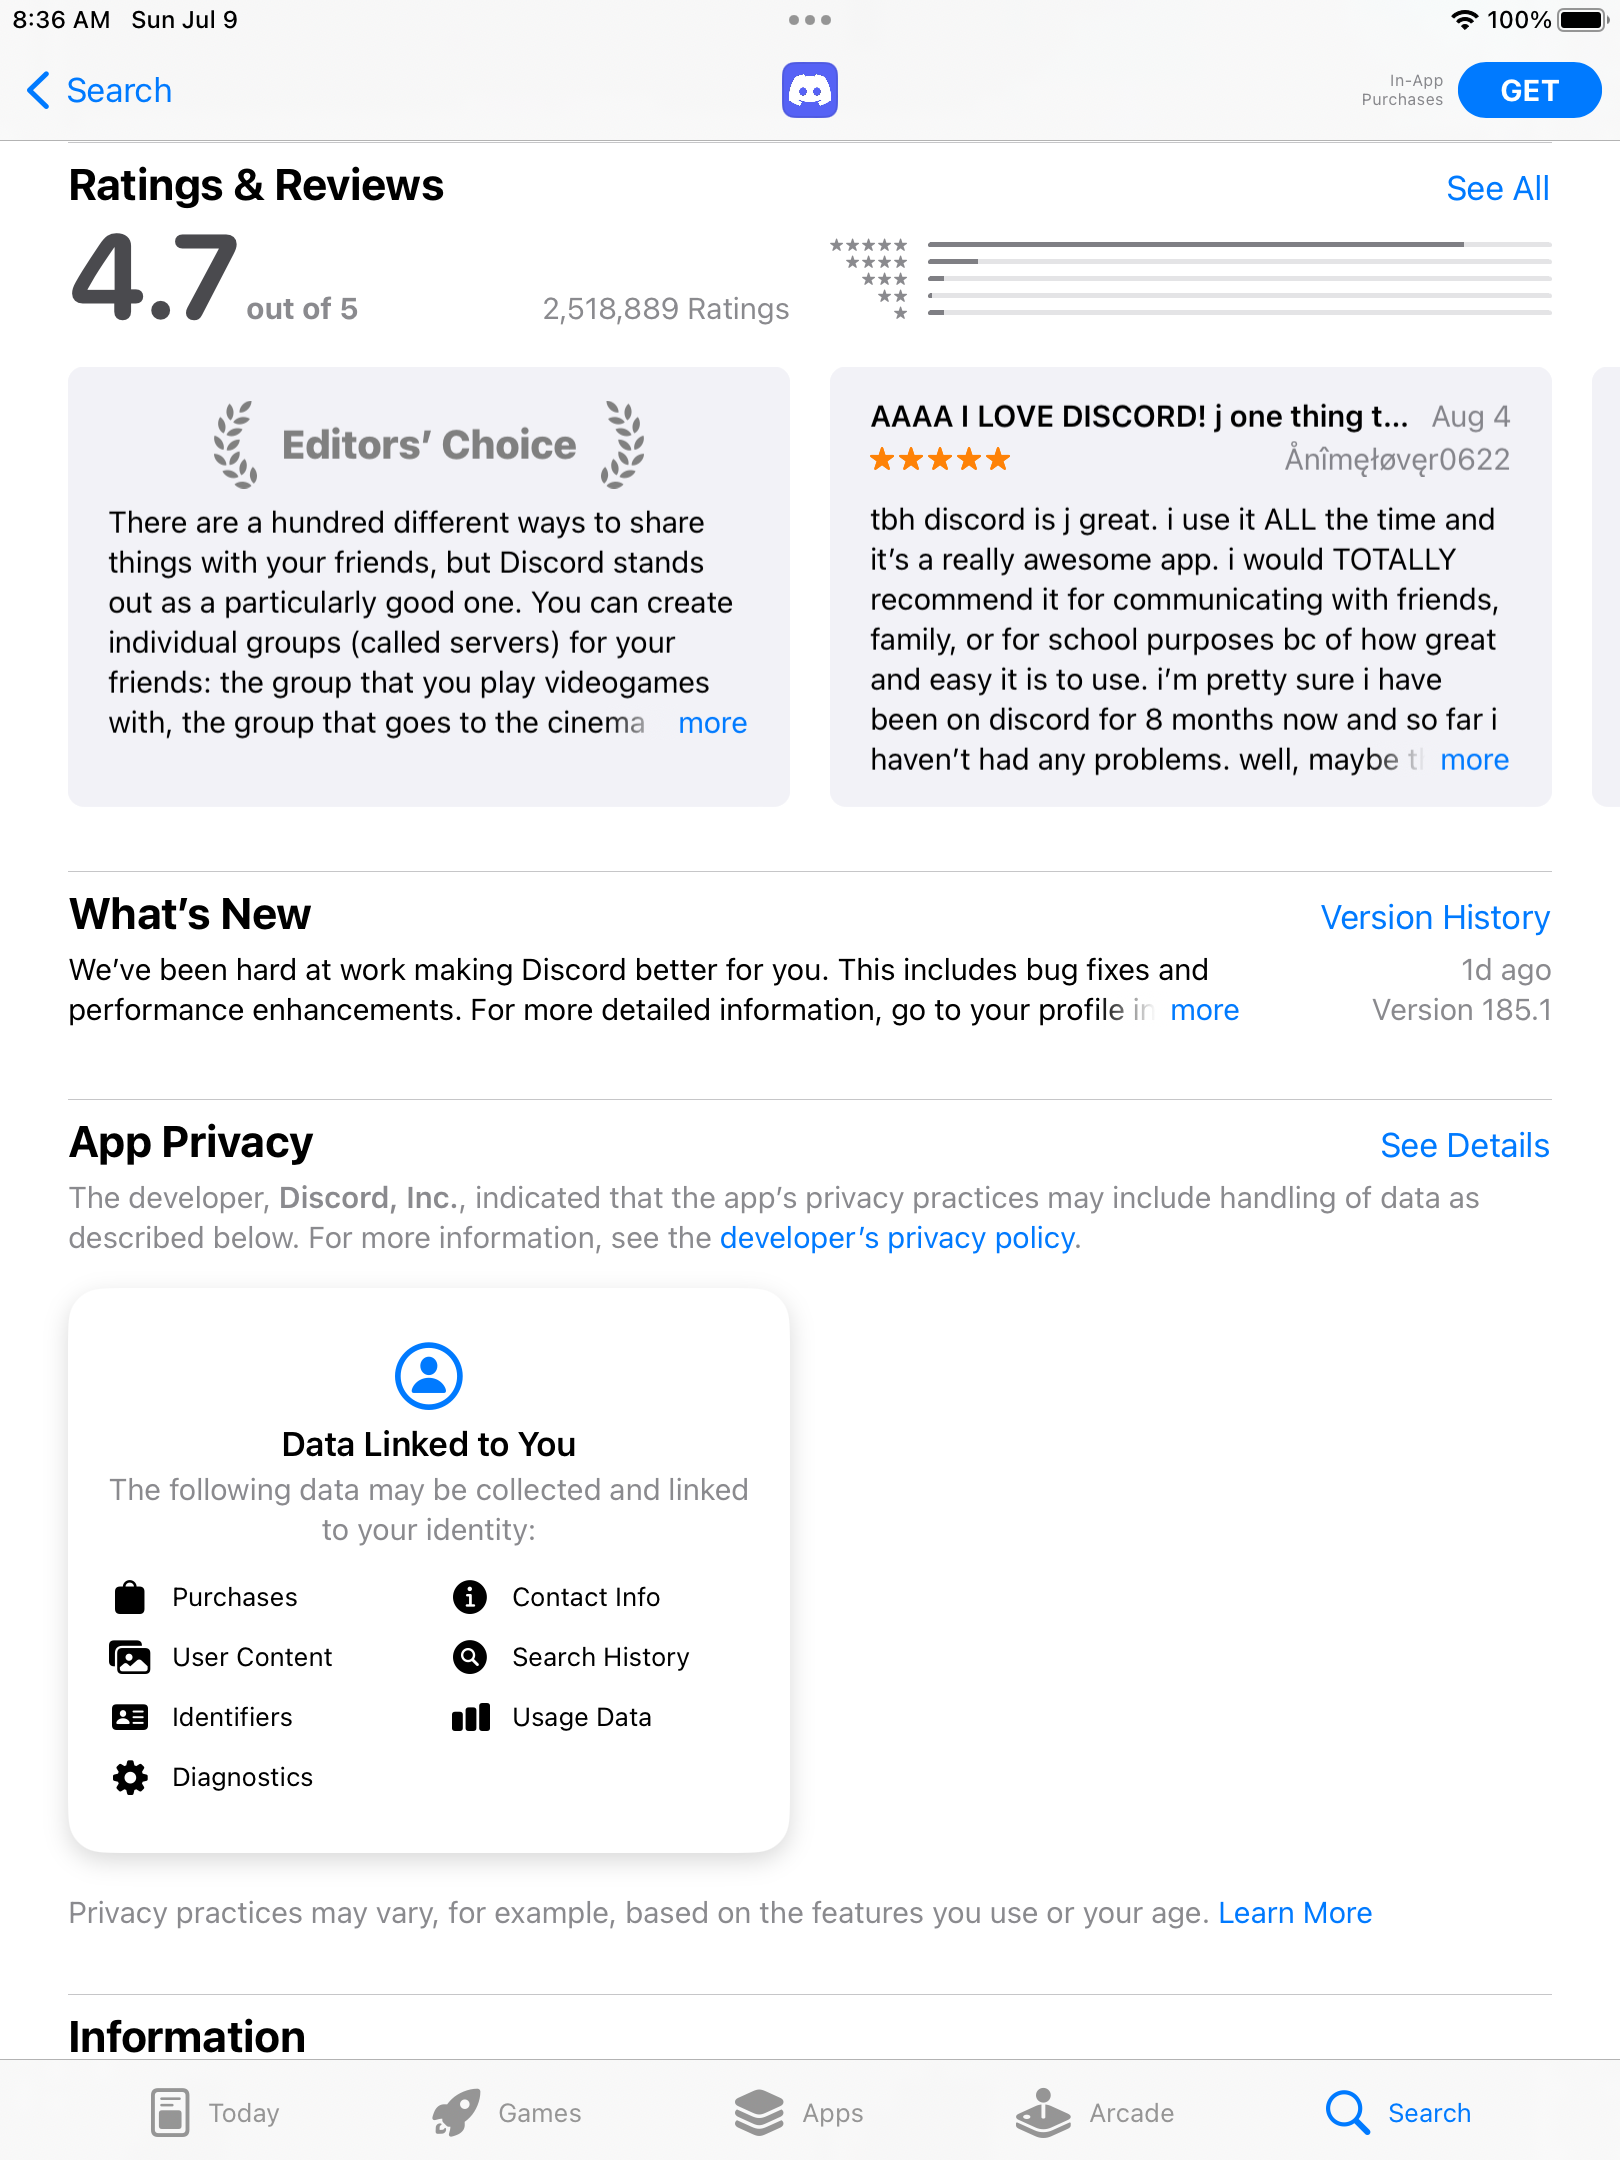 8:36 AM Sun Jul 9
100%
Search
In-App
Purchases
GET
Ratings & Reviews
See All
4.7 out of 5
2,518,889 Ratings
Editors’ Choice
There are a hundred different ways to share
things with your friends, but Discord stands
out as a particularly good one. You can create
individual groups (called servers) for your
friends: the group that you play videogames
with, the group that goes to the cinema more
AAAA I LOVE DISCORD! j one thing t... Aug 4
Ånîmęłøvęr0622
tbh discord is j great. i use it ALL the time and
it’s a really awesome app. i would TOTALLY
recommend it for communicating with friends,
family, or for school purposes bc of how great
and easy it is to use. i’m pretty sure i have
been on discord for 8 months now and so far i
haven’t had any problems. well, maybe more
What’s New
Version History
We’ve been hard at work making Discord better for you. This includes bug fixes and
performance enhancements. For more detailed information, go to your profile in more
1d ago
Version 185.1
App Privacy
See Details
The developer, Discord, Inc., indicated that the app’s privacy practices may include handling of data as
described below. For more information, see the developer’s privacy policy.
Data Linked to You
The following data may be collected and linked
to your identity:
Purchases
Contact Info
User Content
Search History
Identifiers
Usage Data
Diagnostics
Privacy practices may vary, for example, based on the features you use or your age. Learn More
Information
Today
Games
Apps
Arcade
Search